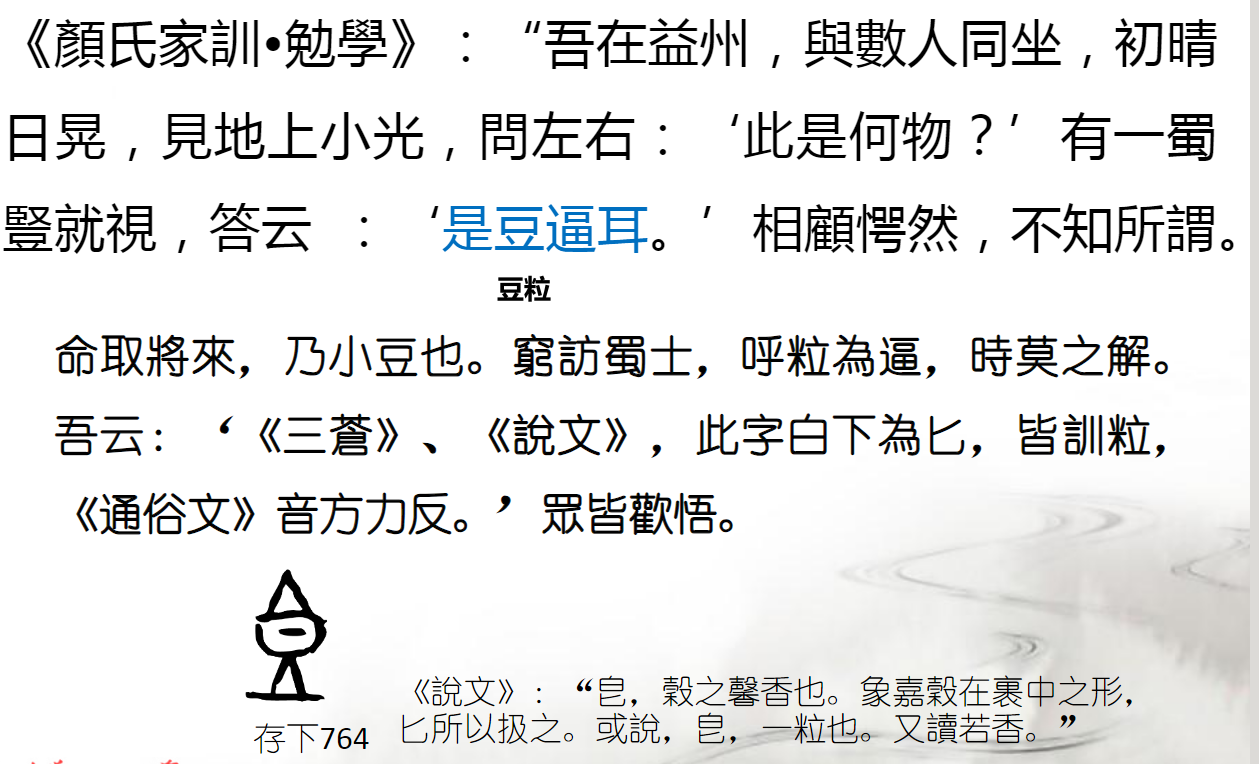 《顏氏家訓•勉學》：“吾在益州，與數人同坐，初晴
日晃，見地上小光，問左右：‘此是何物？’有一蜀
豎就視，答云 ：‘是豆逼耳。’相顧愕然，不知所謂。
豆粒
命取將來，乃小豆也。窮訪蜀士，呼粒為逼，時莫之解。
吾云：‘《三蒼》、《說文》，此字白下為匕，皆訓粒，
《通俗文》音方力反。’眾皆歡悟。
存下764
《說文》：“皀，穀之馨香也。象嘉穀在裹中之形，
匕所以扱之。或說，皀，一粒也。又讀若香。”